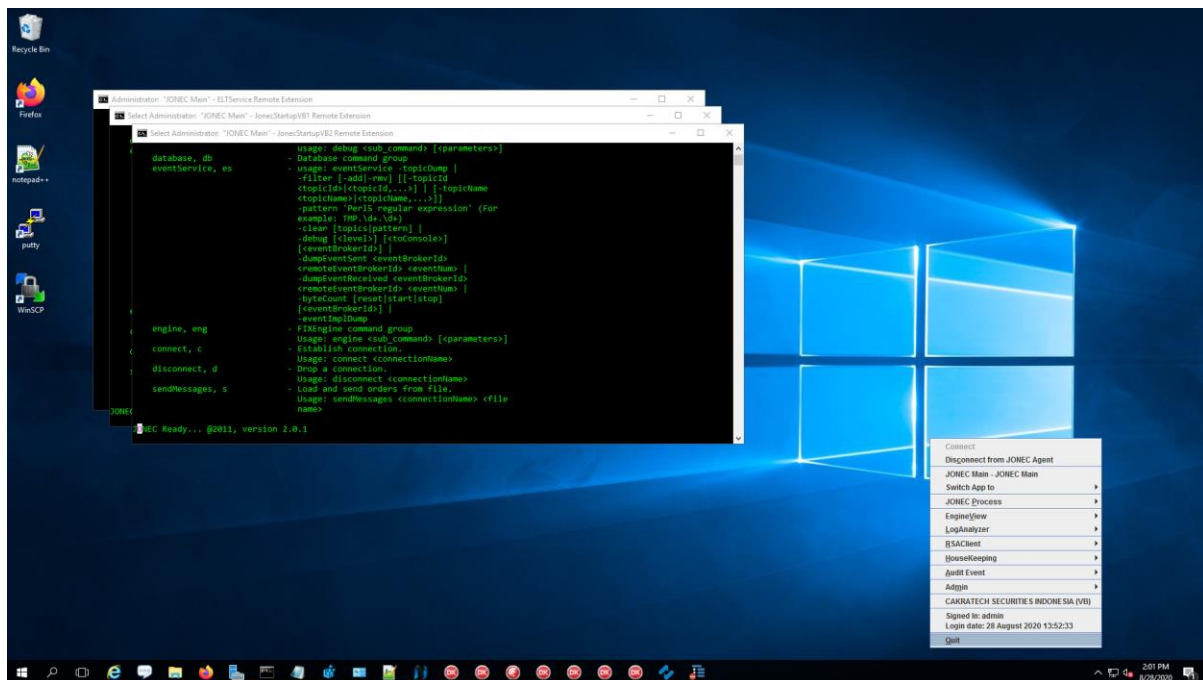 Recycle Bin
Firefox
notepad++
putty
WinSCP
Administrator: "JONEC Main" - ELTService Remote Extension
Select Administrator: "JONEC Main" - JonecStartupVB1 Remote Extension
Select Administrator: "JONEC Main" - JonecStartupVB2 Remote Extension
usage: debug <sub_command> [<parameters>]
database, db - Database command group
eventService, es - usage: eventService -topicDump |
-filter [-add|-rmv] [[-topicId
<topicId>|<topicId,...>] | [-topicName
<topicName>|<topicName,...>]]
-pattern 'Perl5 regular expression' (For
example: TMP.\d+.\d+)
-clear [topics|pattern] |
-debug [<level>] [<toConsole>]
[<eventBrokerId>] |
-dumpEventSent <eventBrokerId>
<remoteEventBrokerId> <eventNum> |
-dumpEventReceived <eventBrokerId>
<remoteEventBrokerId> <eventNum> |
-byteCount [reset|start|stop]
[<eventBrokerId>] |
-eventImplDump
engine, eng - FIXEngine command group
Usage: engine <sub_command> [<parameters>]
connect, c - Establish connection.
Usage: connect <connectionName>
disconnect, d - Drop a connection.
Usage: disconnect <connectionName>
sendMessages, s - Load and send orders from file.
Usage: sendMessages <connectionName> <file
name>
JONEC Ready... @2011, version 2.0.1
Connect
Disconnect from JONEC Agent
JONEC Main - JONEC Main
Switch App to
JONEC Process
EngineView
LogAnalyzer
RSAClient
HouseKeeping
Audit Event
Admin
CAKRATECH SECURITIES INDONESIA (VB)
Signed In: admin
Login date: 28 August 2020 13:52:33
Quit
2:01 PM
8/28/2020